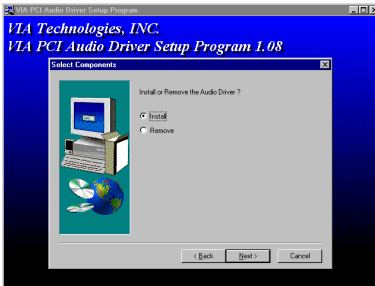 VIA PCI Audio Driver Setup Program
VIA Technologies, INC.
VIA PCI Audio Driver Setup Program 1.08
Select Components
Install or Remove the Audio Driver ?
Install
Remove
< Back
Next >
Cancel